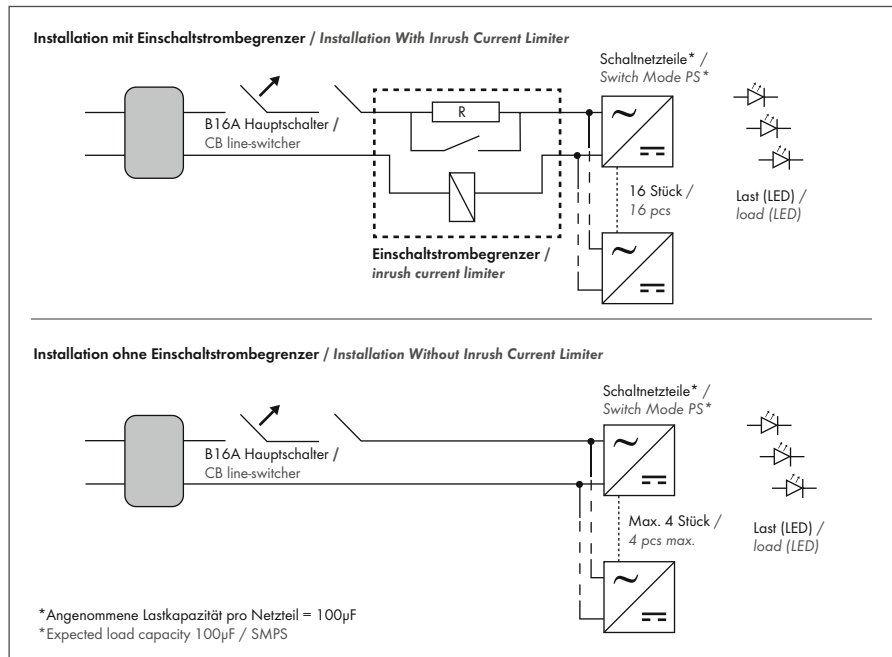 Installation mit Einschaltstrombegrenzer / Installation With Inrush Current Limiter
Schaltnetzteile* /
Switch Mode PS*
B16A Hauptschalter /
CB line-switcher
R
16 Stück /
16 pcs
Last (LED) /
load (LED)
Einschaltstrombegrenzer /
inrush current limiter
Installation ohne Einschaltstrombegrenzer / Installation Without Inrush Current Limiter
Schaltnetzteile* /
Switch Mode PS*
B16A Hauptschalter /
CB line-switcher
Max. 4 Stück /
4 pcs max.
Last (LED) /
load (LED)
*Angenommene Lastkapazität pro Netzteil = 100µF
*Expected load capacity 100µF / SMPS